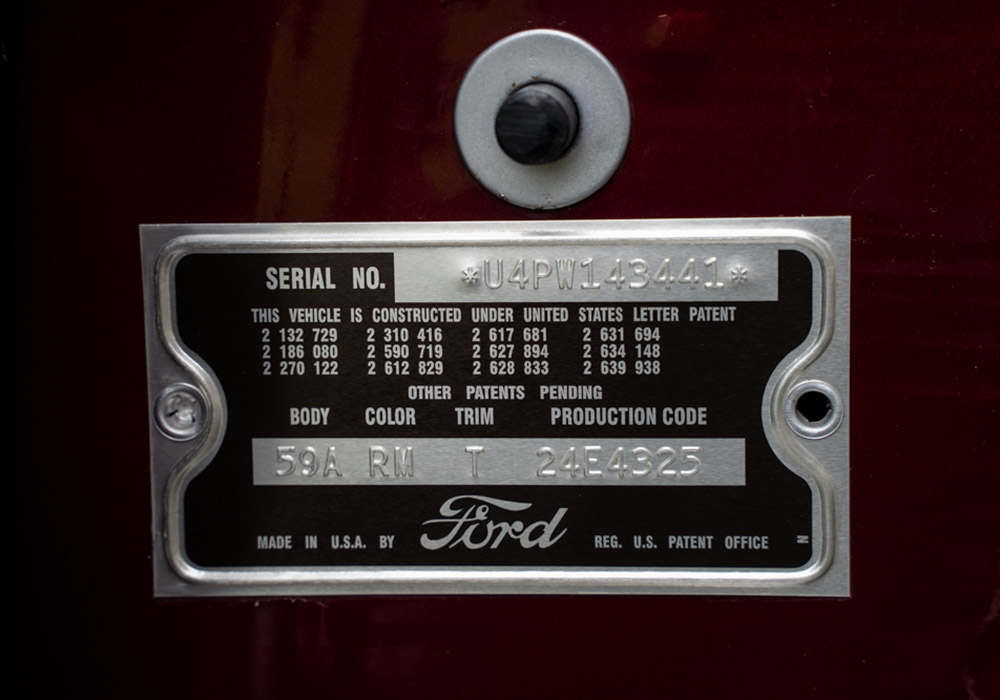 SERIAL NO. *U4PW143441*
THIS VEHICLE IS CONSTRUCTED UNDER UNITED STATES LETTER PATENT
2 132 729 2 310 416 2 617 681 2 631 694
2 186 080 2 590 719 2 627 894 2 634 148
2 270 122 2 612 829 2 628 833 2 639 938
OTHER PATENTS PENDING
BODY COLOR TRIM PRODUCTION CODE
59A RM T 24E4325
MADE IN U.S.A. BY Ford REG. U.S. PATENT OFFICE
N